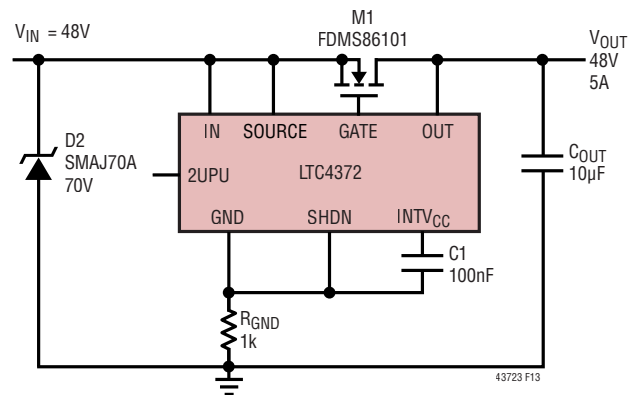 M1
FDMS86101
V_IN = 48V
V_OUT
48V
5A
IN
SOURCE
GATE
OUT
D2
SMAJ70A
70V
2UPU
LTC4372
C_OUT
10µF
GND
SHDN
INTV_CC
C1
100nF
R_GND
1k
43723 F13